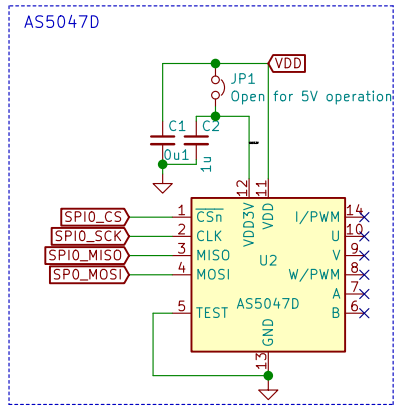 AS5047D
VDD
JP1
Open for 5V operation
C1
C2
0u1
1u
12
11
SPI0_CS
1
CSn
VDD3V
VDD
I/PWM
14
SPI0_SCK
2
CLK
U
10
SPI0_MISO
3
MISO
V
9
U2
SP0_MOSI
4
MOSI
W/PWM
8
A
7
AS5047D
5
TEST
B
6
GND
13